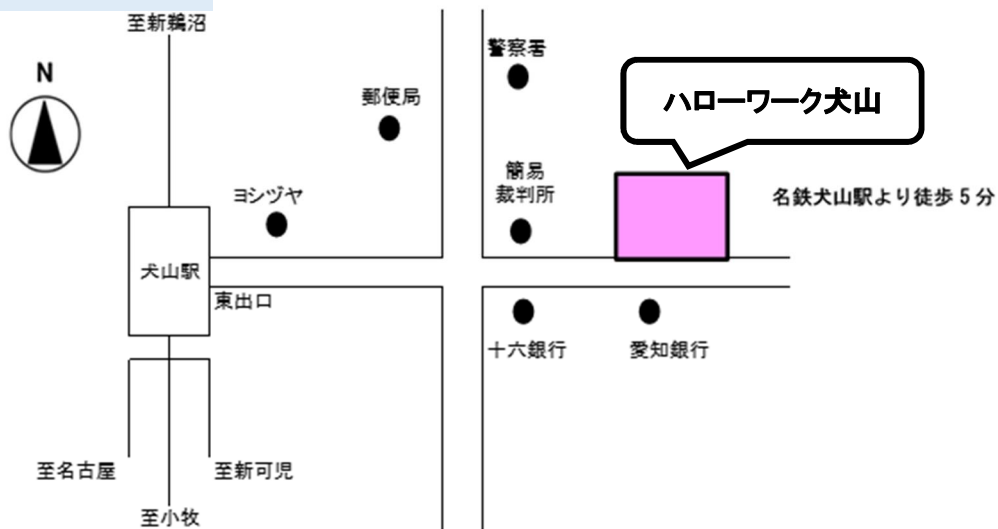 至新鵜沼
警察署
N
郵便局
ハローワーク犬山
簡易
裁判所
ヨシヅヤ
名鉄犬山駅より徒歩5分
犬山駅
東出口
十六銀行
愛知銀行
至名古屋
至新可児
至小牧